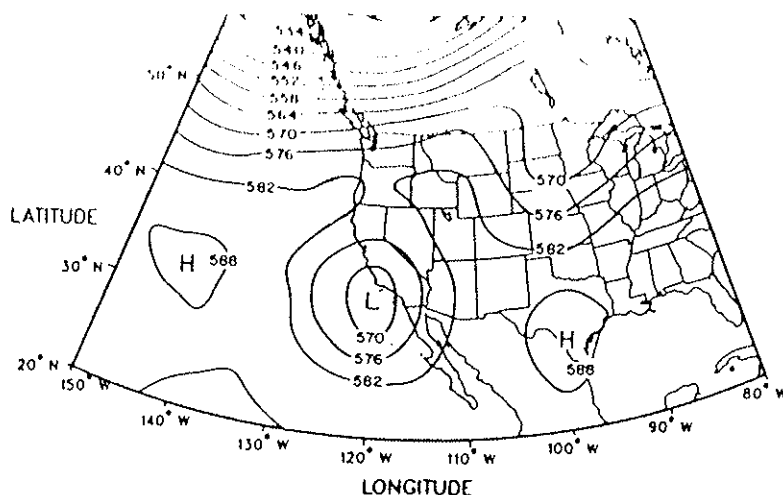 534
540
546
552
50° N
558
564
570
576
40° N
582
570
LATITUDE
576
582
H 588
30° N
L
570
H
576
588
582
20° N
150° W
140° W
130° W
120° W
110° W
100° W
90° W
80° W
LONGITUDE